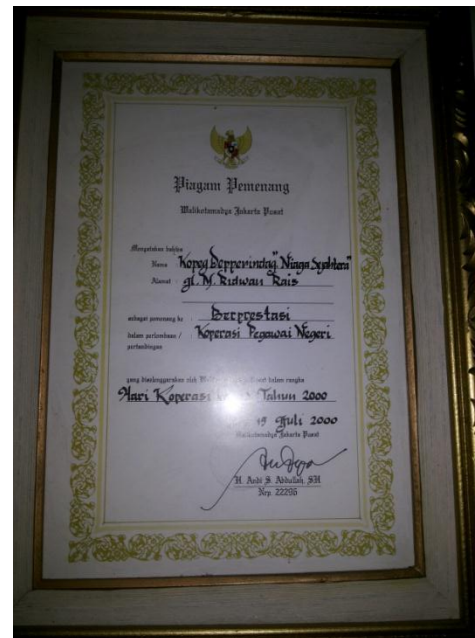 Piagam Pemenang
Walikotamadya Jakarta Pusat
Menyatakan bahwa
Nama Kopeg Depperindag "Niaga Sejahtera"
Alamat Jl. M. Ridwan Rais
sebagai pemenang ke : Berprestasi
dalam perlombaan / : Koperasi Pegawai Negeri
pertandingan
yang diselenggarakan oleh dalam rangka
Hari Koperasi Tahun 2000
15 Juli 2000
Walikotamadya Jakarta Pusat
H. Andi S. Abdullah, SH
Nrp. 22295